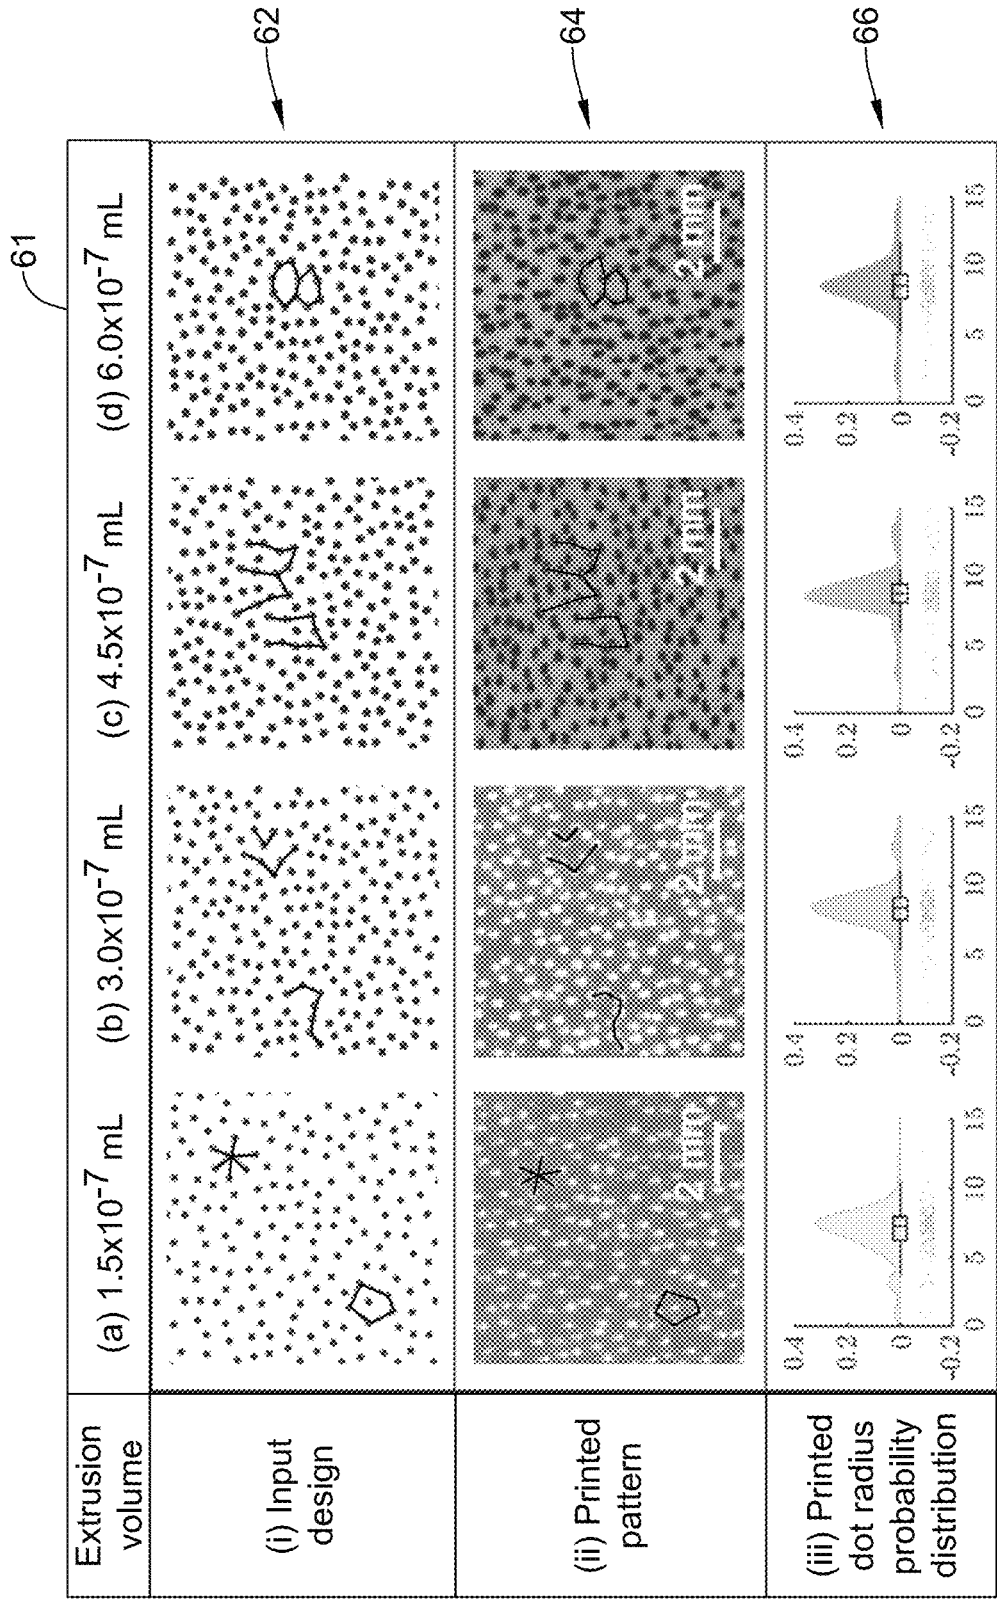 61
Extrusion
volume
(a) 1.5x10-7 mL
(b) 3.0x10-7 mL
(c) 4.5x10-7 mL
(d) 6.0x10-7 mL
(i) Input
design
62
(ii) Printed
pattern
2 mm
2 mm
2 mm
2 mm
64
(iii) Printed
dot radius
probability
distribution
0.4
0.2
0
-0.2
0 5 10 15
0.4
0.2
0
-0.2
0 5 10 15
0.4
0.2
0
-0.2
0 5 10 15
0.4
0.2
0
-0.2
0 5 10 15
66